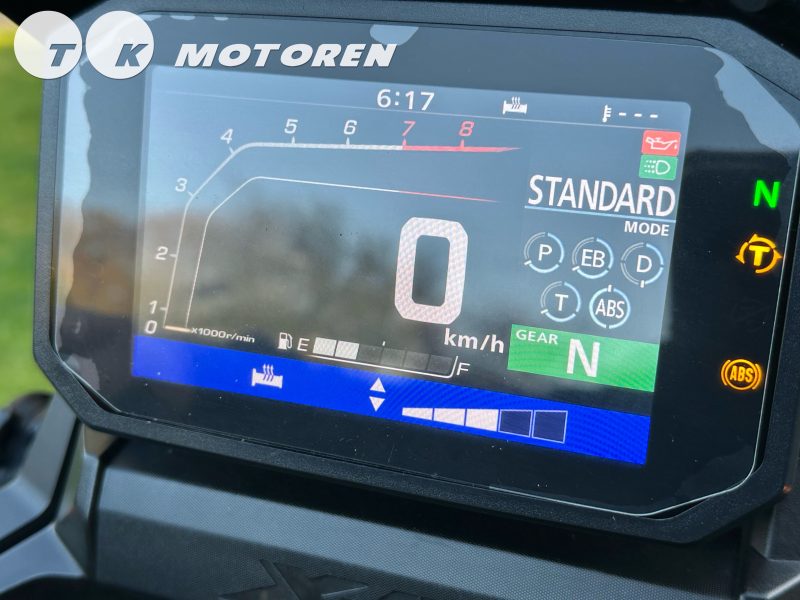 TK MOTOREN
6:17
---
4 5 6 7 8
3
2
1
0 x1000r/min
STANDARD
MODE
P EB D
T ABS
0
km/h
GEAR
N
E F
N
T
ABS